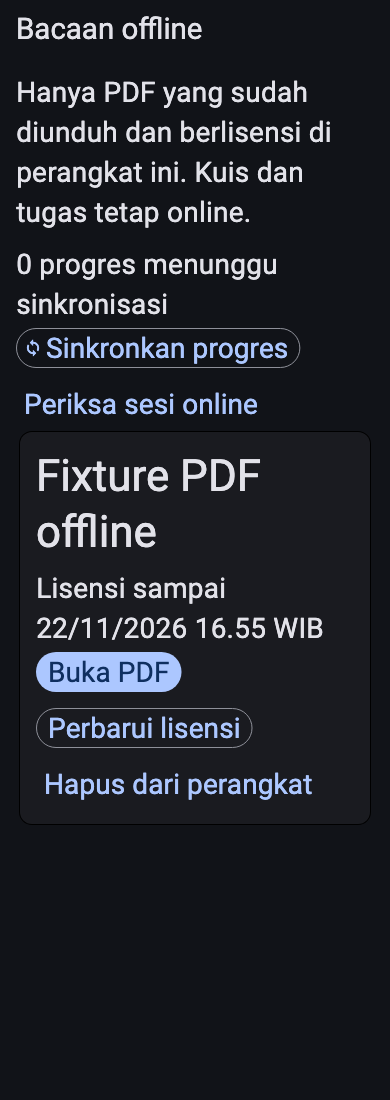 Bacaan offline
Hanya PDF yang sudah
diunduh dan berlisensi di
perangkat ini. Kuis dan
tugas tetap online.
0 progres menunggu
sinkronisasi
Sinkronkan progres
Periksa sesi online
Fixture PDF
offline
Lisensi sampai
22/11/2026 16.55 WIB
Buka PDF
Perbarui lisensi
Hapus dari perangkat